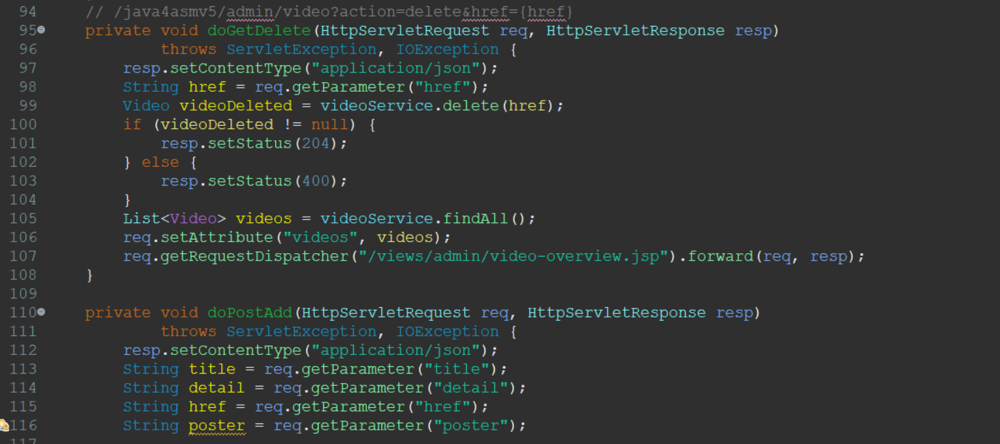 94 // /java4asmv5/admin/video?action=delete&href={href}
95 private void doGetDelete(HttpServletRequest req, HttpServletResponse resp)
96 throws ServletException, IOException {
97 resp.setContentType("application/json");
98 String href = req.getParameter("href");
99 Video videoDeleted = videoService.delete(href);
100 if (videoDeleted != null) {
101 resp.setStatus(204);
102 } else {
103 resp.setStatus(400);
104 }
105 List<Video> videos = videoService.findAll();
106 req.setAttribute("videos", videos);
107 req.getRequestDispatcher("/views/admin/video-overview.jsp").forward(req, resp);
108 }
109
110 private void doPostAdd(HttpServletRequest req, HttpServletResponse resp)
111 throws ServletException, IOException {
112 resp.setContentType("application/json");
113 String title = req.getParameter("title");
114 String detail = req.getParameter("detail");
115 String href = req.getParameter("href");
116 String poster = req.getParameter("poster");
117